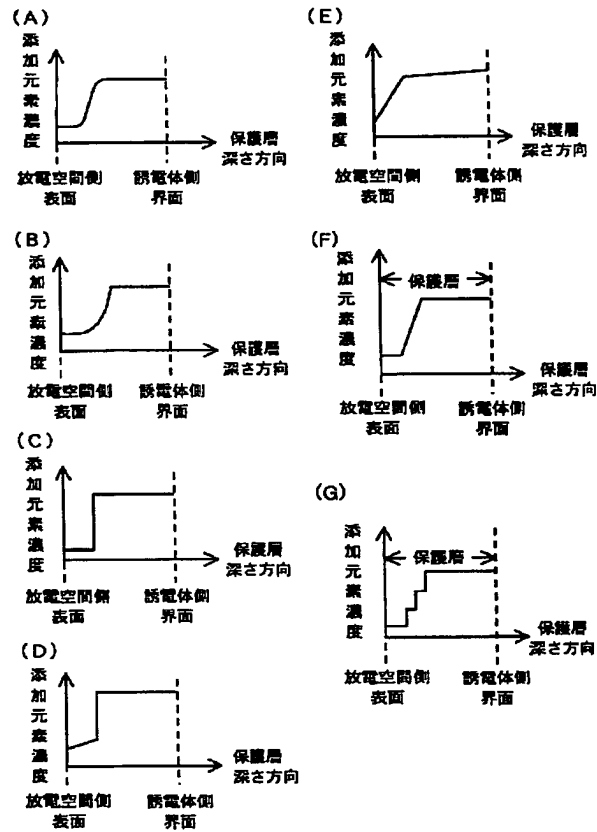 (A)
添加元素濃度
保護層
深さ方向
放電空間側
表面
誘電体側
界面
(B)
添加元素濃度
保護層
深さ方向
放電空間側
表面
誘電体側
界面
(C)
添加元素濃度
保護層
深さ方向
放電空間側
表面
誘電体側
界面
(D)
添加元素濃度
保護層
深さ方向
放電空間側
表面
誘電体側
界面
(E)
添加元素濃度
保護層
深さ方向
放電空間側
表面
誘電体側
界面
(F)
添加元素濃度
保護層
保護層
深さ方向
放電空間側
表面
誘電体側
界面
(G)
添加元素濃度
保護層
保護層
深さ方向
放電空間側
表面
誘電体側
界面